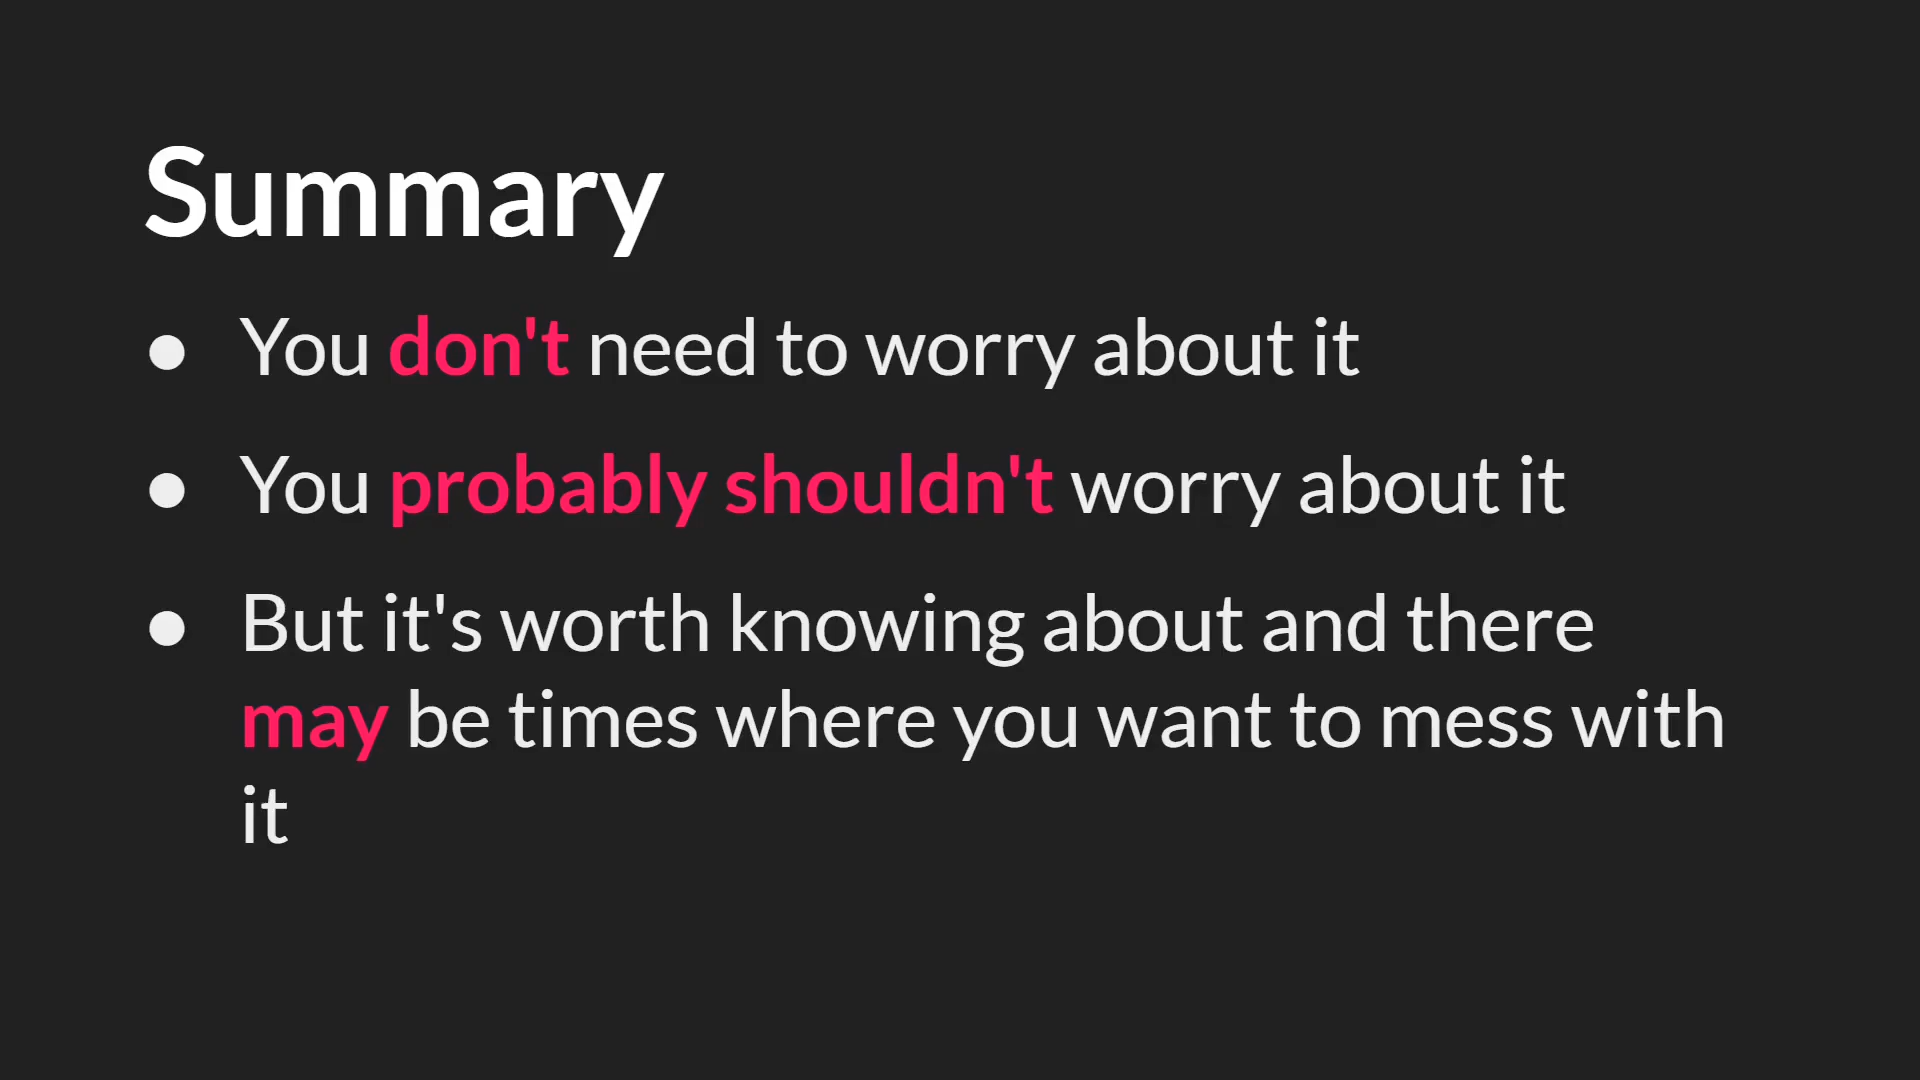 Summary
● You don't need to worry about it
● You probably shouldn't worry about it
● But it's worth knowing about and there
may be times where you want to mess with
it